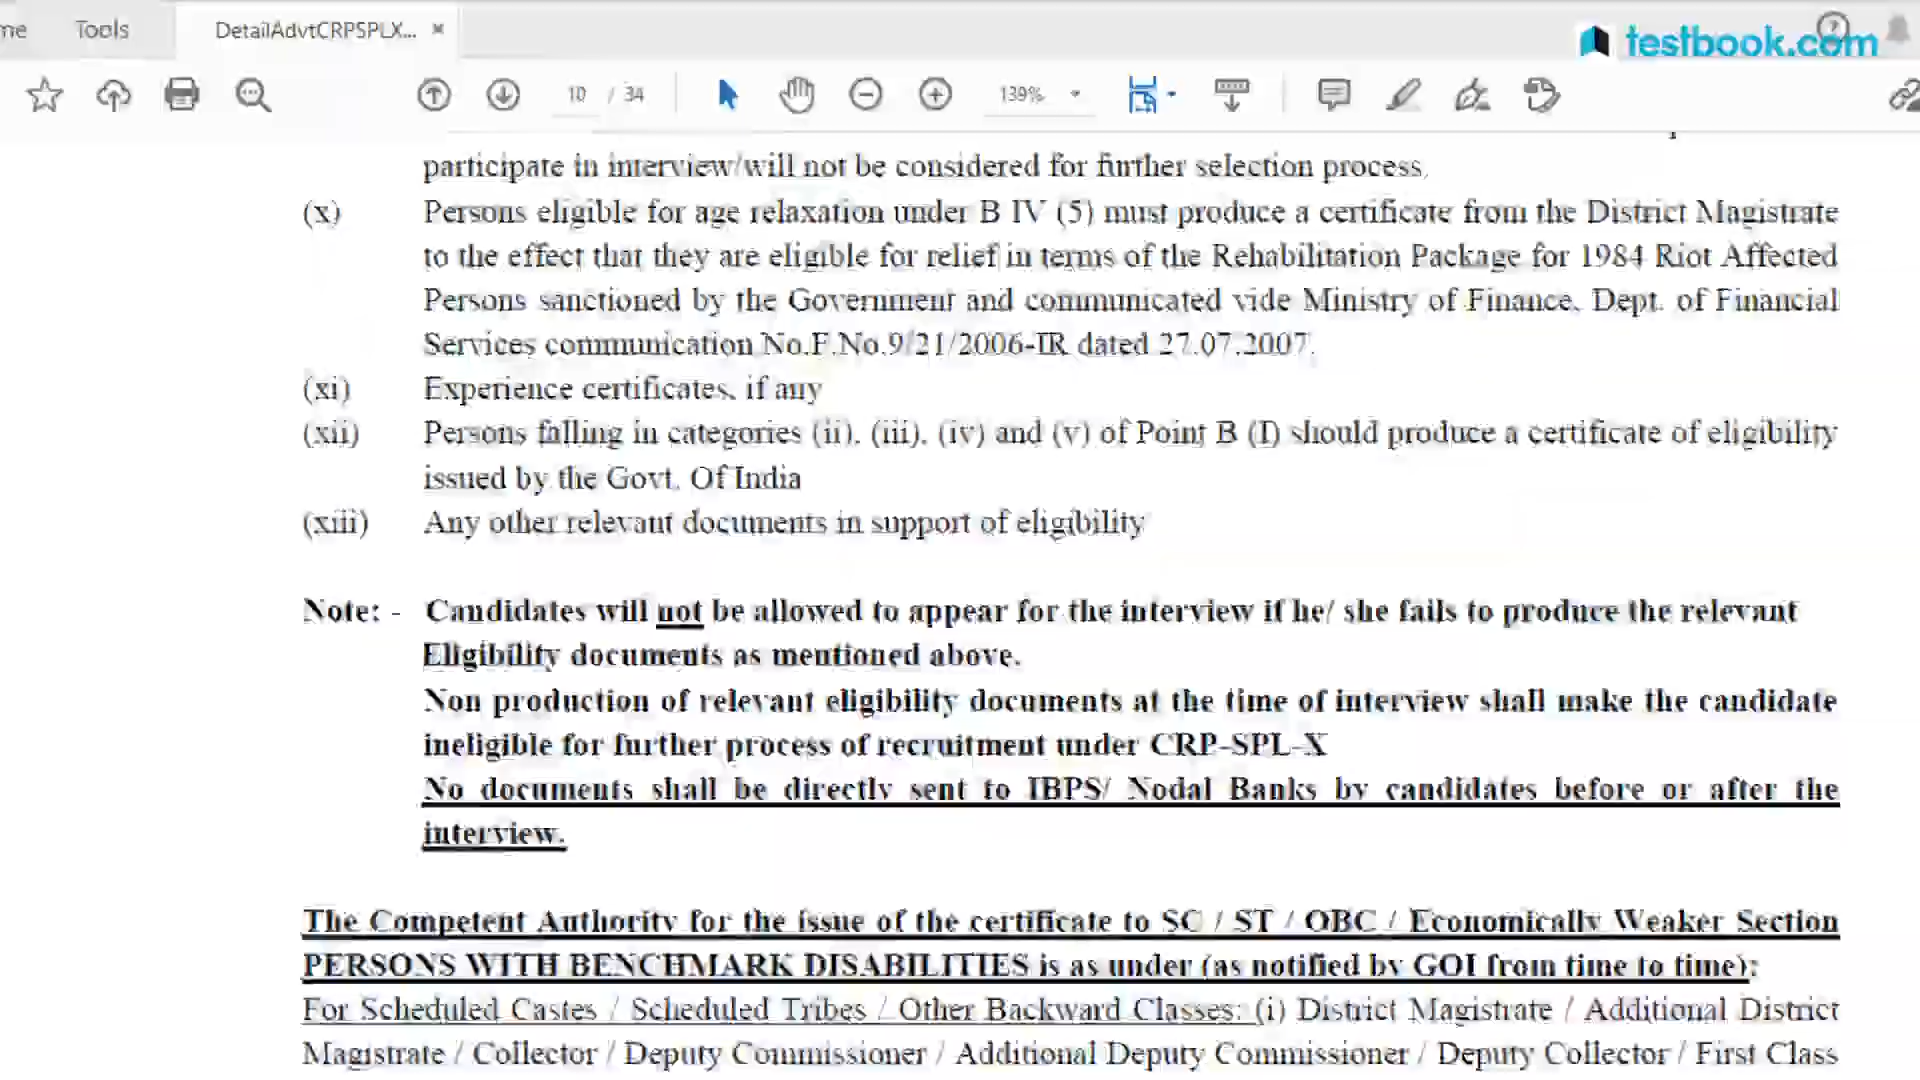 me Tools DetailAdvtCRPSPLX... ×
testbook.com
10 / 34 139%
participate in interview/will not be considered for further selection process.
(x) Persons eligible for age relaxation under B IV (5) must produce a certificate from the District Magistrate
to the effect that they are eligible for relief in terms of the Rehabilitation Package for 1984 Riot Affected
Persons sanctioned by the Government and communicated vide Ministry of Finance, Dept. of Financial
Services communication No.F.No.9/21/2006-IR dated 27.07.2007.
(xi) Experience certificates, if any
(xii) Persons falling in categories (ii), (iii), (iv) and (v) of Point B (I) should produce a certificate of eligibility
issued by the Govt. Of India
(xiii) Any other relevant documents in support of eligibility
Note: - Candidates will not be allowed to appear for the interview if he/ she fails to produce the relevant
Eligibility documents as mentioned above.
Non production of relevant eligibility documents at the time of interview shall make the candidate
ineligible for further process of recruitment under CRP-SPL-X
No documents shall be directly sent to IBPS/ Nodal Banks by candidates before or after the
interview.
The Competent Authority for the issue of the certificate to SC / ST / OBC / Economically Weaker Section
PERSONS WITH BENCHMARK DISABILITIES is as under (as notified by GOI from time to time):
For Scheduled Castes / Scheduled Tribes / Other Backward Classes: (i) District Magistrate / Additional District
Magistrate / Collector / Deputy Commissioner / Additional Deputy Commissioner / Deputy Collector / First Class